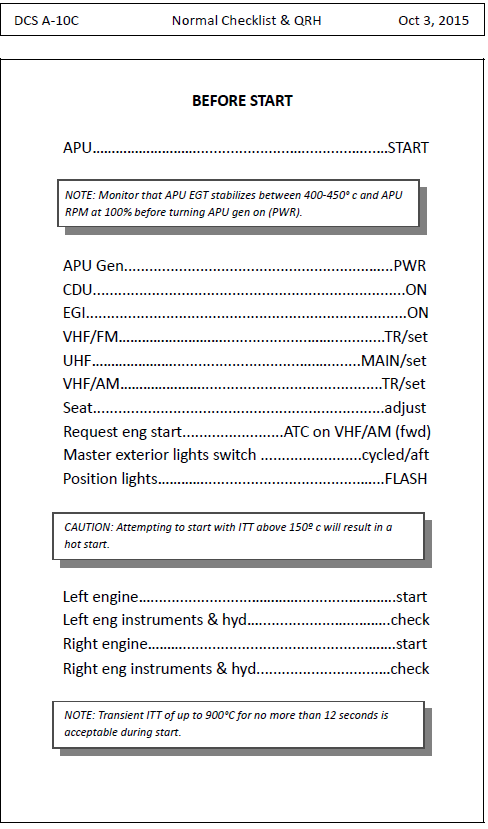 DCS A-10C Normal Checklist & QRH Oct 3, 2015
BEFORE START
APU................................................................START
NOTE: Monitor that APU EGT stabilizes between 400-450° c and APU
RPM at 100% before turning APU gen on (PWR).
APU Gen................................................................PWR
CDU................................................................ON
EGI................................................................ON
VHF/FM................................................................TR/set
UHF................................................................MAIN/set
VHF/AM................................................................TR/set
Seat................................................................adjust
Request eng start........................ATC on VHF/AM (fwd)
Master exterior lights switch ........................cycled/aft
Position lights................................................FLASH
CAUTION: Attempting to start with ITT above 150º c will result in a
hot start.
Left engine................................................................start
Left eng instruments & hyd................................check
Right engine................................................................start
Right eng instruments & hyd................................check
NOTE: Transient ITT of up to 900°C for no more than 12 seconds is
acceptable during start.